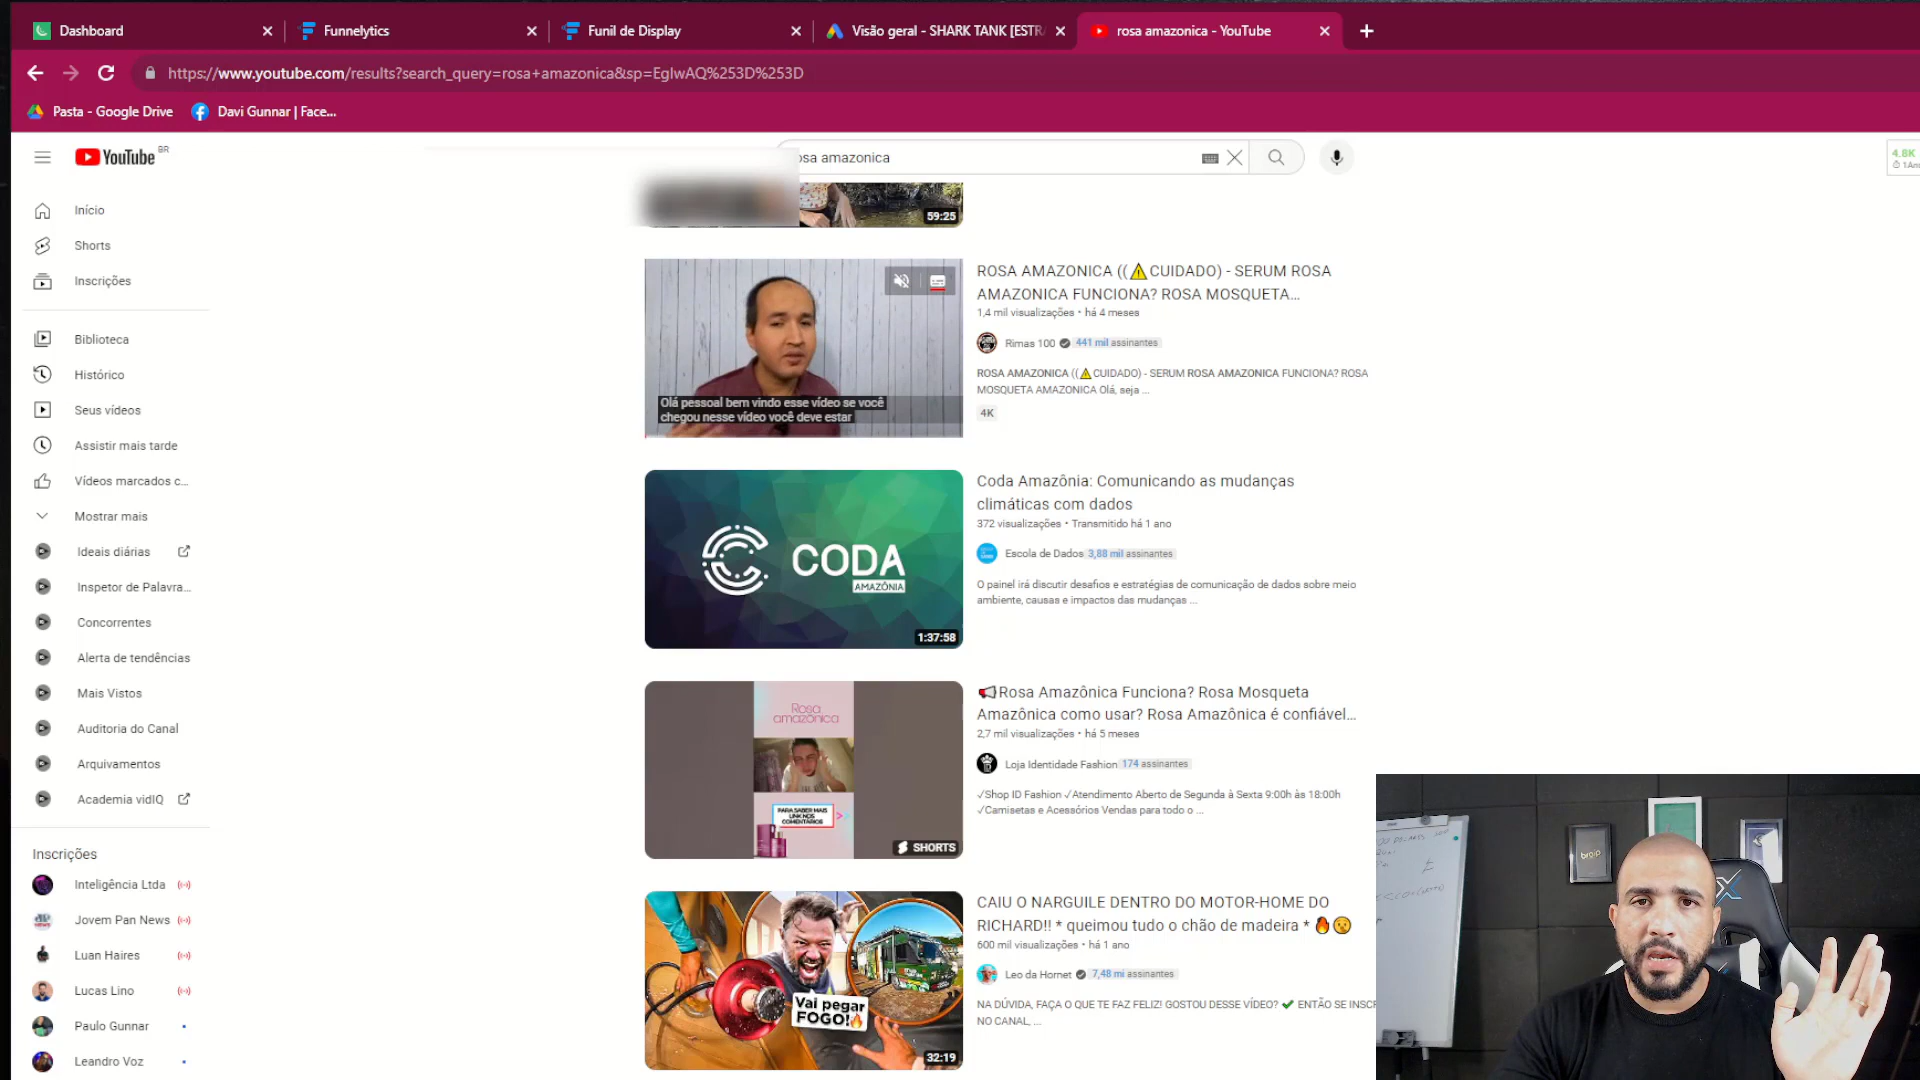 Dashboard
Funnelytics
Funil de Display
Visão geral - SHARK TANK [ESTR
rosa amazonica - YouTube
https://www.youtube.com/results?search_query=rosa+amazonica&sp=EgIwAQ%253D%253D
Pasta - Google Drive
Davi Gunnar | Face...
YouTube BR
osa amazonica
4.8K
Início
Shorts
Inscrições
Biblioteca
Histórico
Seus vídeos
Assistir mais tarde
Vídeos marcados c...
Mostrar mais
Ideais diárias
Inspetor de Palavra...
Concorrentes
Alerta de tendências
Mais Vistos
Auditoria do Canal
Arquivamentos
Academia vidIQ
Inscrições
Inteligência Ltda
Jovem Pan News
Luan Haires
Lucas Lino
Paulo Gunnar
Leandro Voz
59:25
Olá pessoal bem vindo esse vídeo se você
chegou nesse vídeo você deve estar
ROSA AMAZONICA ((⚠️CUIDADO) - SERUM ROSA
AMAZONICA FUNCIONA? ROSA MOSQUETA...
1,4 mil visualizações • há 4 meses
Rimas 100 441 mil assinantes
ROSA AMAZONICA ((⚠️CUIDADO) - SERUM ROSA AMAZONICA FUNCIONA? ROSA
MOSQUETA AMAZONICA Olá, seja ...
4K
CODA
AMAZÔNIA
1:37:58
Coda Amazônia: Comunicando as mudanças
climáticas com dados
372 visualizações • Transmitido há 1 ano
Escola de Dados 3,88 mil assinantes
O painel irá discutir desafios e estratégias de comunicação de dados sobre meio
ambiente, causas e impactos das mudanças ...
Rosa
amazônica
PARA SABER MAIS
LINK NOS
COMENTÁRIOS
SHORTS
📢Rosa Amazônica Funciona? Rosa Mosqueta
Amazônica como usar? Rosa Amazônica é confiável...
2,7 mil visualizações • há 5 meses
Loja Identidade Fashion 174 assinantes
✓Shop ID Fashion ✓Atendimento Aberto de Segunda à Sexta 9:00h às 18:00h
✓Camisetas e Acessórios Vendas para todo o ...
Vai pegar
FOGO!🔥
32:19
CAIU O NARGUILE DENTRO DO MOTOR-HOME DO
RICHARD!! * queimou tudo o chão de madeira * 🔥😮
600 mil visualizações • há 1 ano
Leo da Hornet 7,48 mi assinantes
NA DÚVIDA, FAÇA O QUE TE FAZ FELIZ! GOSTOU DESSE VÍDEO? ✔ ENTÃO SE INSCR
NO CANAL, ...
braip